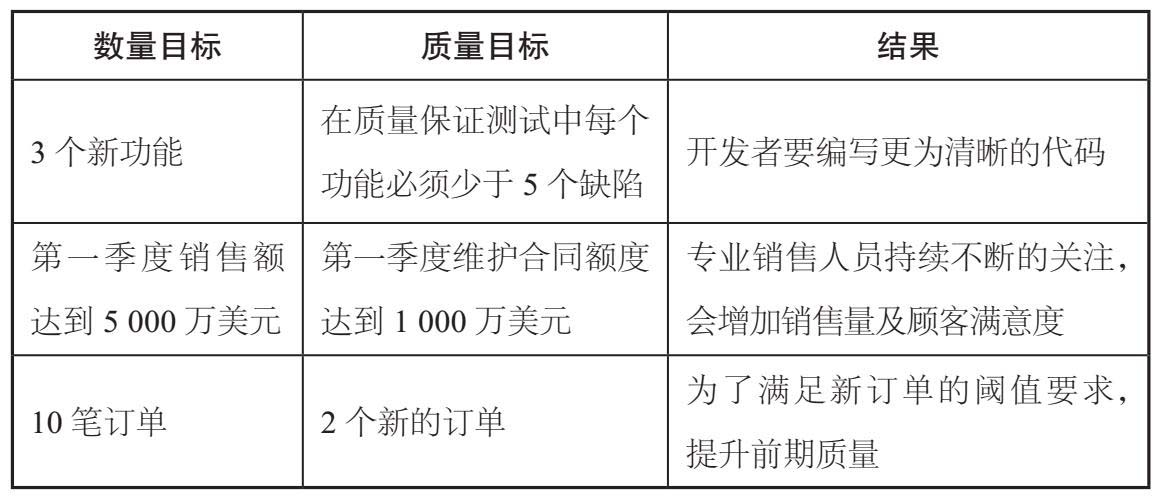 数量目标
质量目标
结果
3 个新功能
在质量保证测试中每个
功能必须少于 5 个缺陷
开发者要编写更为清晰的代码
第一季度销售额
达到 5 000 万美元
第一季度维护合同额度
达到 1 000 万美元
专业销售人员持续不断的关注，
会增加销售量及顾客满意度
10 笔订单
2 个新的订单
为了满足新订单的阈值要求，
提升前期质量